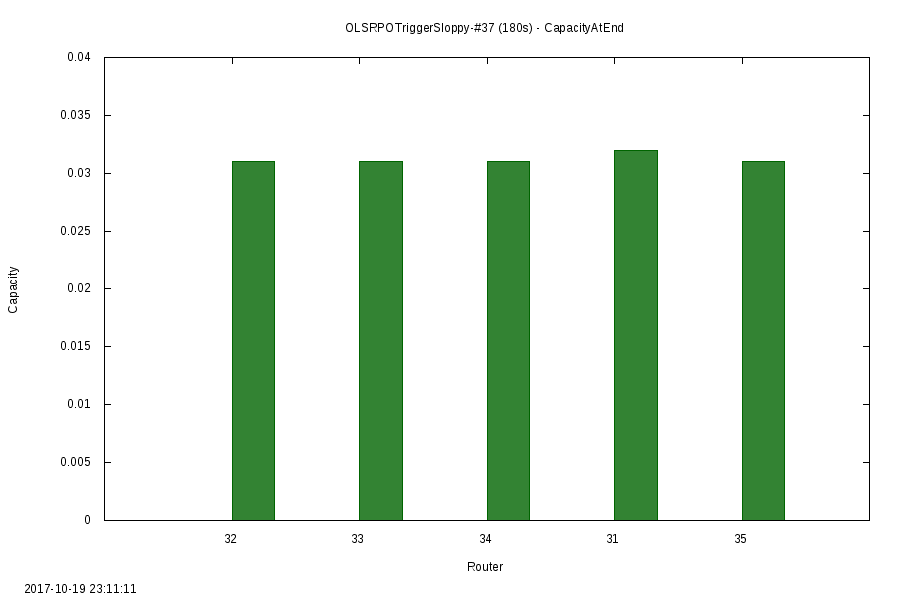 OLSRPOTriggerSloppy-#37 (180s) - CapacityAtEnd
0.04
0.035
0.03
0.025
0.02
0.015
0.01
0.005
0
Capacity
32 33 34 31 35
Router
2017-10-19 23:11:11